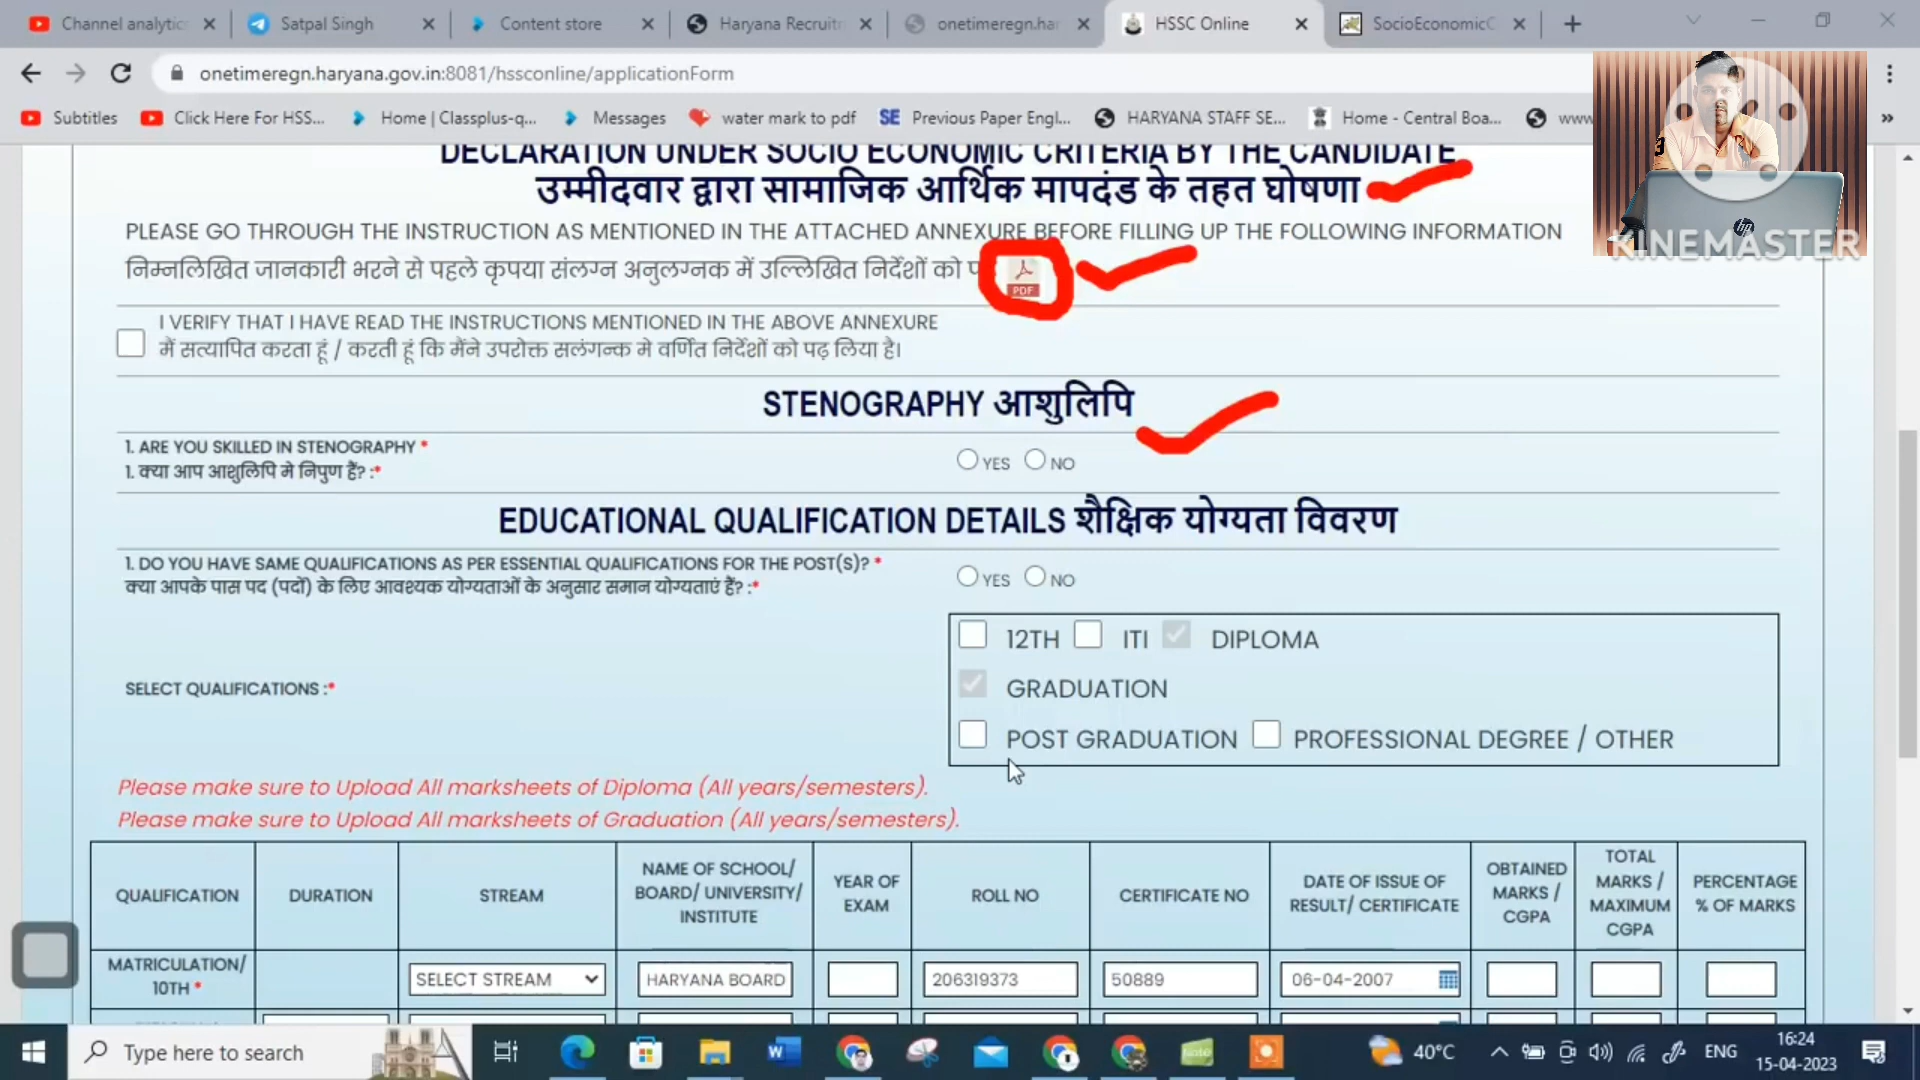 Channel analytic
Satpal Singh
Content store
Haryana Recruit
onetimeregn.har
HSSC Online
SocioEconomicC
onetimeregn.haryana.gov.in:8081/hssconline/applicationForm
Subtitles
Click Here For HSS...
Home | Classplus-q...
Messages
water mark to pdf
SE Previous Paper Engl...
HARYANA STAFF SE...
Home - Central Boa...
www
KINEMASTER
hp
DECLARATION UNDER SOCIO ECONOMIC CRITERIA BY THE CANDIDATE
उम्मीदवार द्वारा सामाजिक आर्थिक मापदंड के तहत घोषणा
PLEASE GO THROUGH THE INSTRUCTION AS MENTIONED IN THE ATTACHED ANNEXURE BEFORE FILLING UP THE FOLLOWING INFORMATION
निम्नलिखित जानकारी भरने से पहले कृपया संलग्न अनुलग्नक में उल्लिखित निर्देशों को
PDF
I VERIFY THAT I HAVE READ THE INSTRUCTIONS MENTIONED IN THE ABOVE ANNEXURE
में सत्यापित करता हूं / करती हूं कि मैंने उपरोक्त सलंगन्क मे वर्णित निर्देशों को पढ़ लिया है।
STENOGRAPHY आशुलिपि
1. ARE YOU SKILLED IN STENOGRAPHY *
1. क्या आप आशुलिपि मे निपुण हैं? :*
YES NO
EDUCATIONAL QUALIFICATION DETAILS शैक्षिक योग्यता विवरण
1. DO YOU HAVE SAME QUALIFICATIONS AS PER ESSENTIAL QUALIFICATIONS FOR THE POST(S)? *
क्या आपके पास पद (पदों) के लिए आवश्यक योग्यताओं के अनुसार समान योग्यताएं हैं? :*
YES NO
12TH ITI DIPLOMA
GRADUATION
SELECT QUALIFICATIONS :*
POST GRADUATION PROFESSIONAL DEGREE / OTHER
Please make sure to Upload All marksheets of Diploma (All years/semesters).
Please make sure to Upload All marksheets of Graduation (All years/semesters).
QUALIFICATION
DURATION
STREAM
NAME OF SCHOOL/
BOARD/ UNIVERSITY/
INSTITUTE
YEAR OF
EXAM
ROLL NO
CERTIFICATE NO
DATE OF ISSUE OF
RESULT/ CERTIFICATE
OBTAINED
MARKS /
CGPA
TOTAL
MARKS /
MAXIMUM
CGPA
PERCENTAGE
% OF MARKS
MATRICULATION/
10TH *
SELECT STREAM
HARYANA BOARD
206319373
50889
06-04-2007
Type here to search
40°C
ENG
16:24
15-04-2023